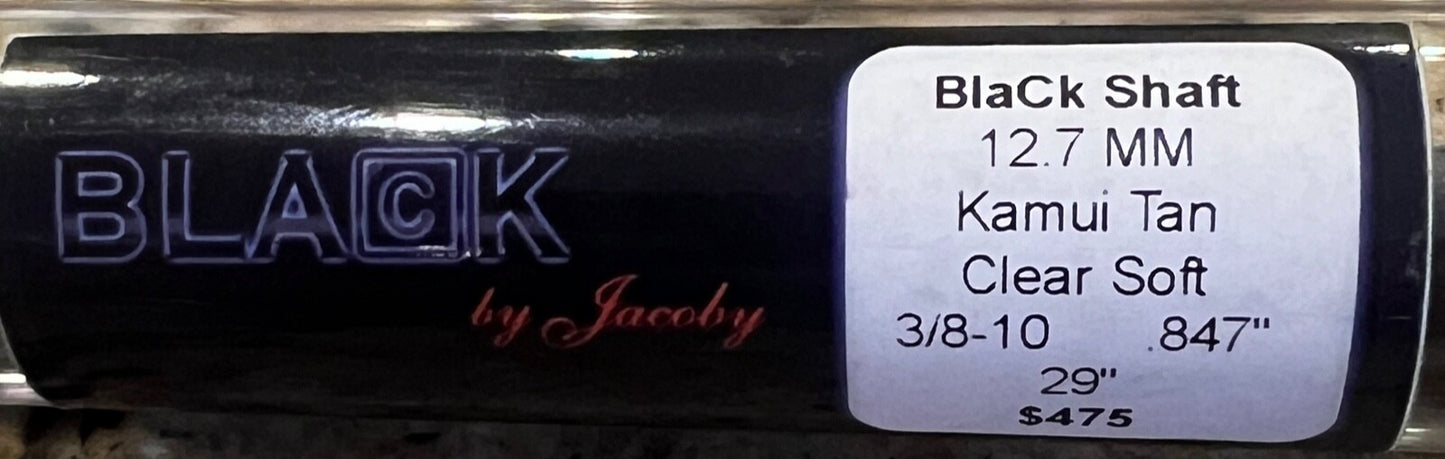 BLACK
by Jacoby
BlaCk Shaft
12.7 MM
Kamui Tan
Clear Soft
3/8-10 .847"
29"
$475